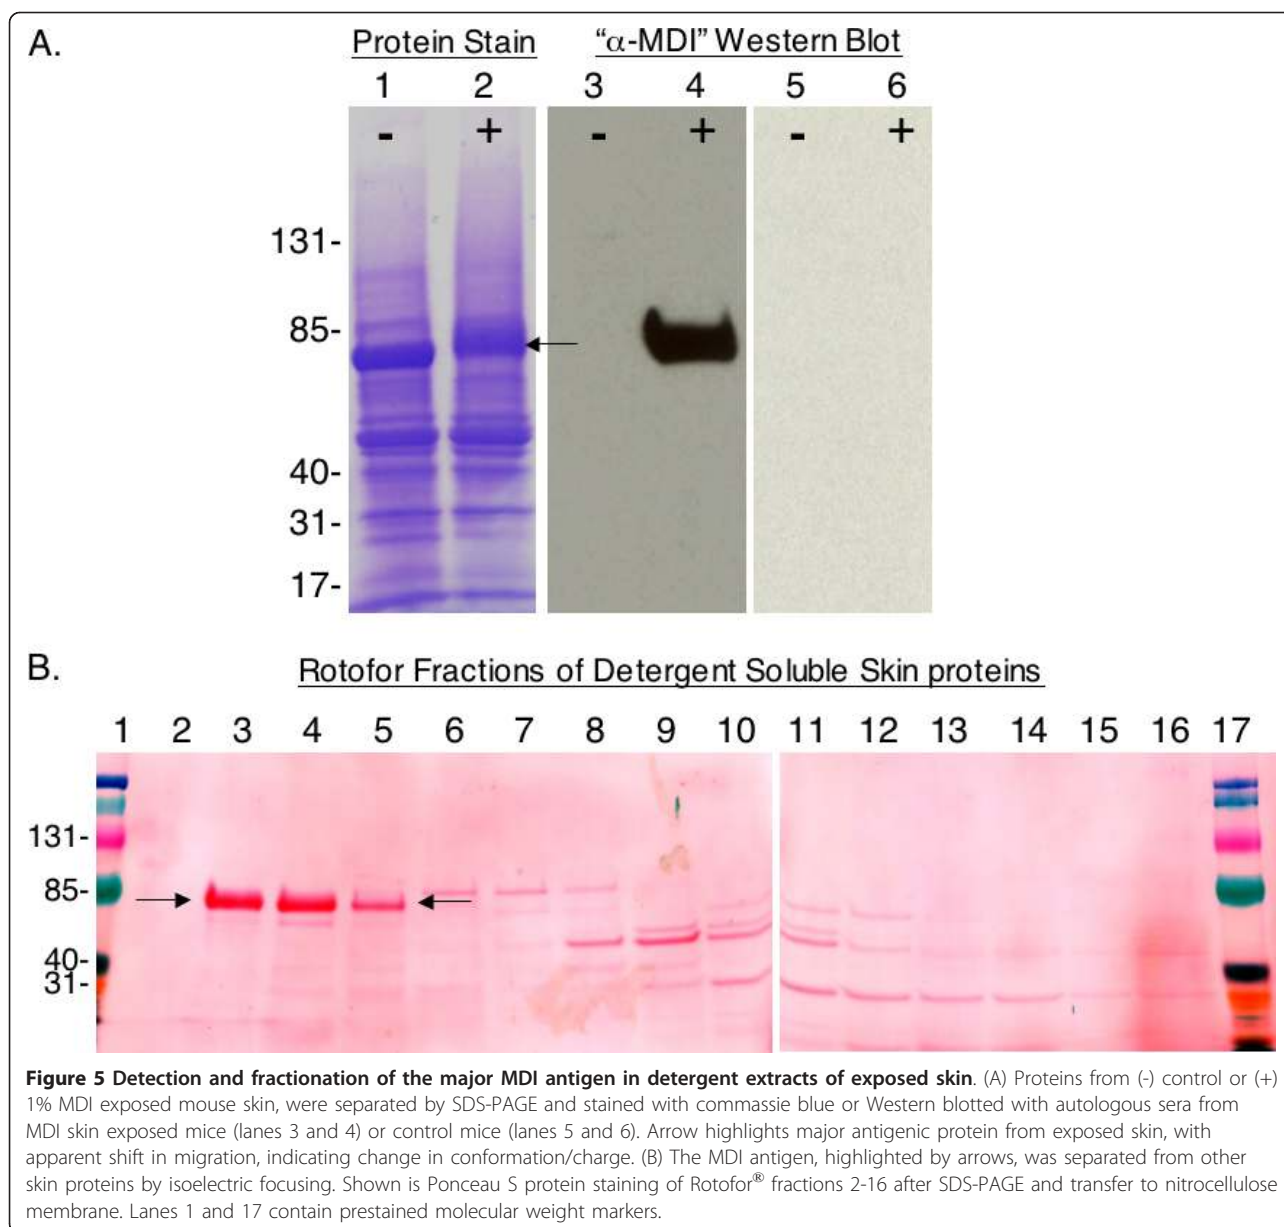 A.
Protein Stain
"α-MDI" Western Blot
1 2 3 4 5 6
- + - + - +
131-
85-
40-
31-
17-
B.
Rotofor Fractions of Detergent Soluble Skin proteins
1 2 3 4 5 6 7 8 9 10 11 12 13 14 15 16 17
131-
85-
40-
31-
Figure 5 Detection and fractionation of the major MDI antigen in detergent extracts of exposed skin. (A) Proteins from (-) control or (+)
1% MDI exposed mouse skin, were separated by SDS-PAGE and stained with commassie blue or Western blotted with autologous sera from
MDI skin exposed mice (lanes 3 and 4) or control mice (lanes 5 and 6). Arrow highlights major antigenic protein from exposed skin, with
apparent shift in migration, indicating change in conformation/charge. (B) The MDI antigen, highlighted by arrows, was separated from other
skin proteins by isoelectric focusing. Shown is Ponceau S protein staining of Rotofor® fractions 2-16 after SDS-PAGE and transfer to nitrocellulose
membrane. Lanes 1 and 17 contain prestained molecular weight markers.